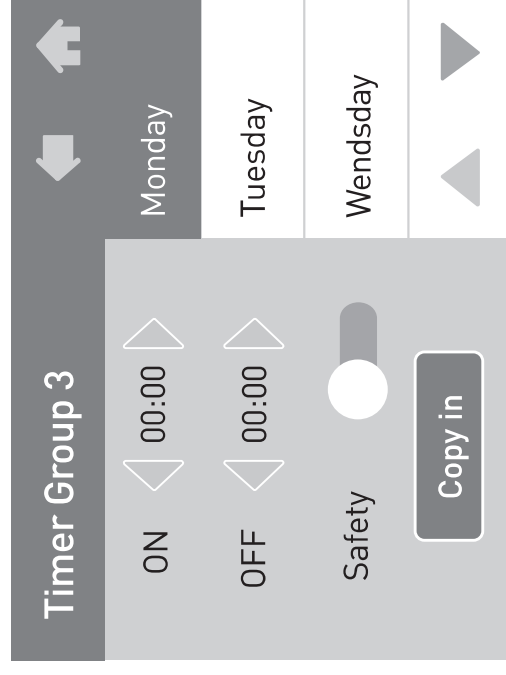 Timer Group 3
ON 00:00
OFF 00:00
Safety
Copy in
Monday
Tuesday
Wendsday